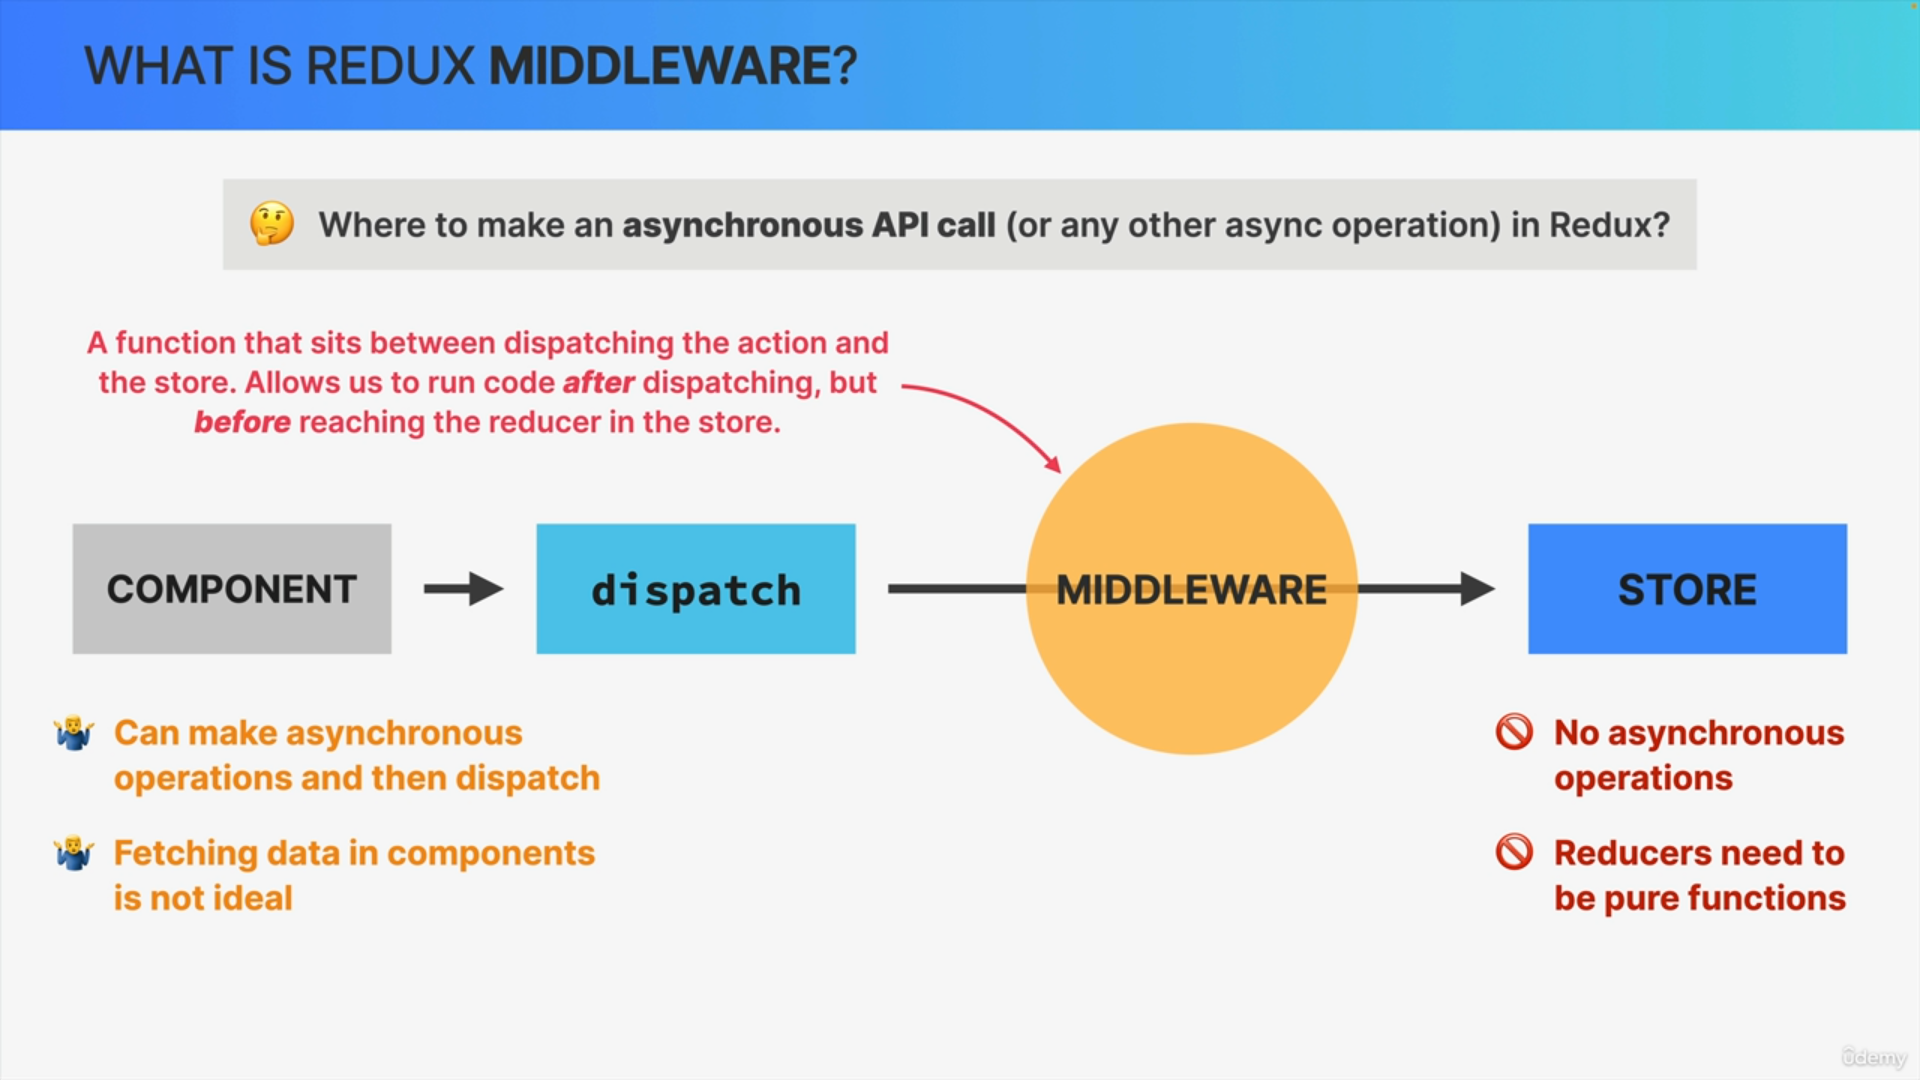 WHAT IS REDUX MIDDLEWARE?
🤔 Where to make an asynchronous API call (or any other async operation) in Redux?
A function that sits between dispatching the action and
the store. Allows us to run code after dispatching, but
before reaching the reducer in the store.
COMPONENT
dispatch
MIDDLEWARE
STORE
🤷‍♂️ Can make asynchronous
operations and then dispatch
🤷‍♂️ Fetching data in components
is not ideal
🚫 No asynchronous
operations
🚫 Reducers need to
be pure functions
ûdemy